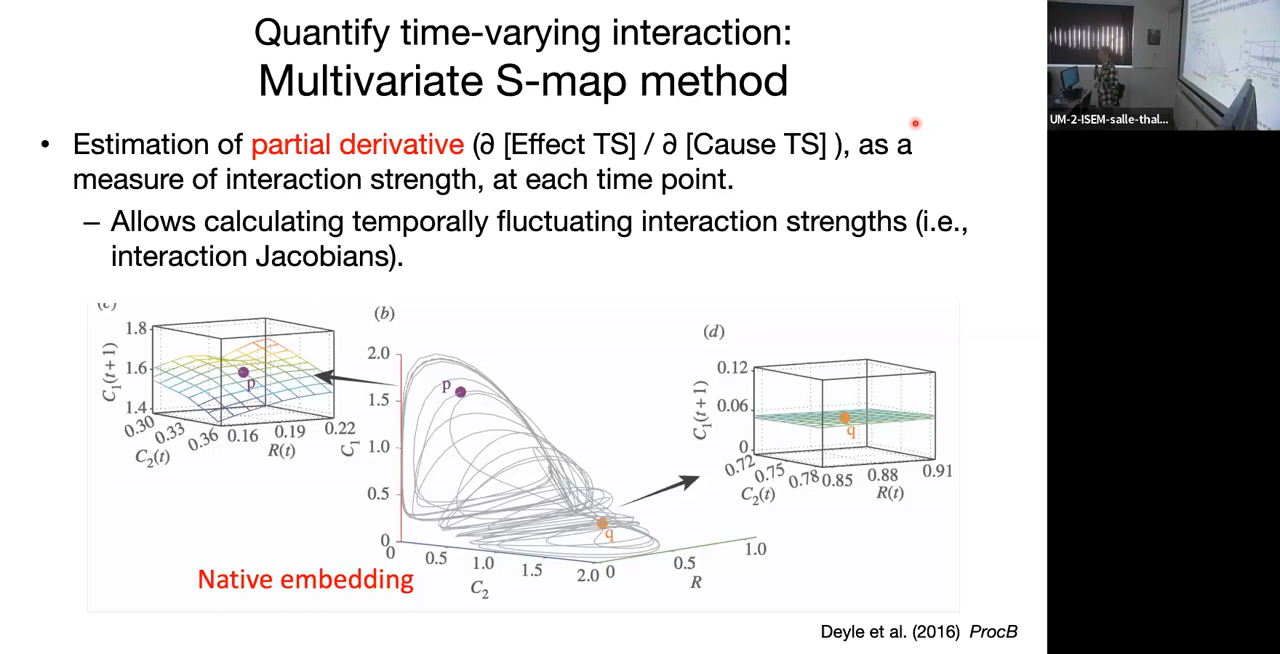 Quantify time-varying interaction:
Multivariate S-map method
• Estimation of partial derivative (∂ [Effect TS] / ∂ [Cause TS] ), as a
measure of interaction strength, at each time point.
– Allows calculating temporally fluctuating interaction strengths (i.e.,
interaction Jacobians).
(c)
1.8
1.6
1.4
C₁(t+1)
p
0.30
0.33
0.36
C₂(t)
0.16
0.19
0.22
R(t)
(b)
2.0
1.5
1.0
0.5
0
C₁
p
q
0
0.5
1.0
1.5
2.0
C₂
0
0.5
1.0
R
(d)
0.12
0.06
0
C₁(t+1)
q
0.72
0.75
0.78
C₂(t)
0.85
0.88
0.91
R(t)
Native embedding
Deyle et al. (2016) ProcB
UM-2-ISEM-salle-thal...